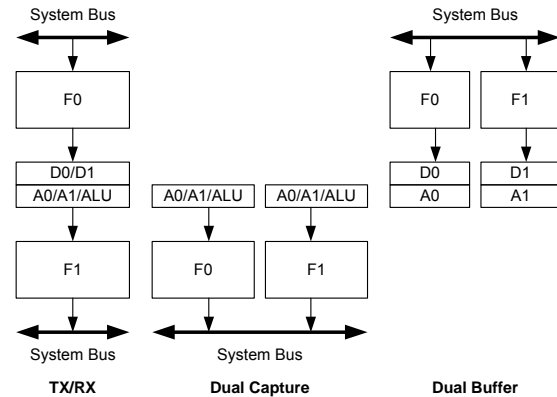 System Bus
System Bus
F0
F0
F1
D0/D1
D0
D1
A0/A1/ALU
A0/A1/ALU
A0/A1/ALU
A0
A1
F1
F0
F1
System Bus
System Bus
TX/RX
Dual Capture
Dual Buffer